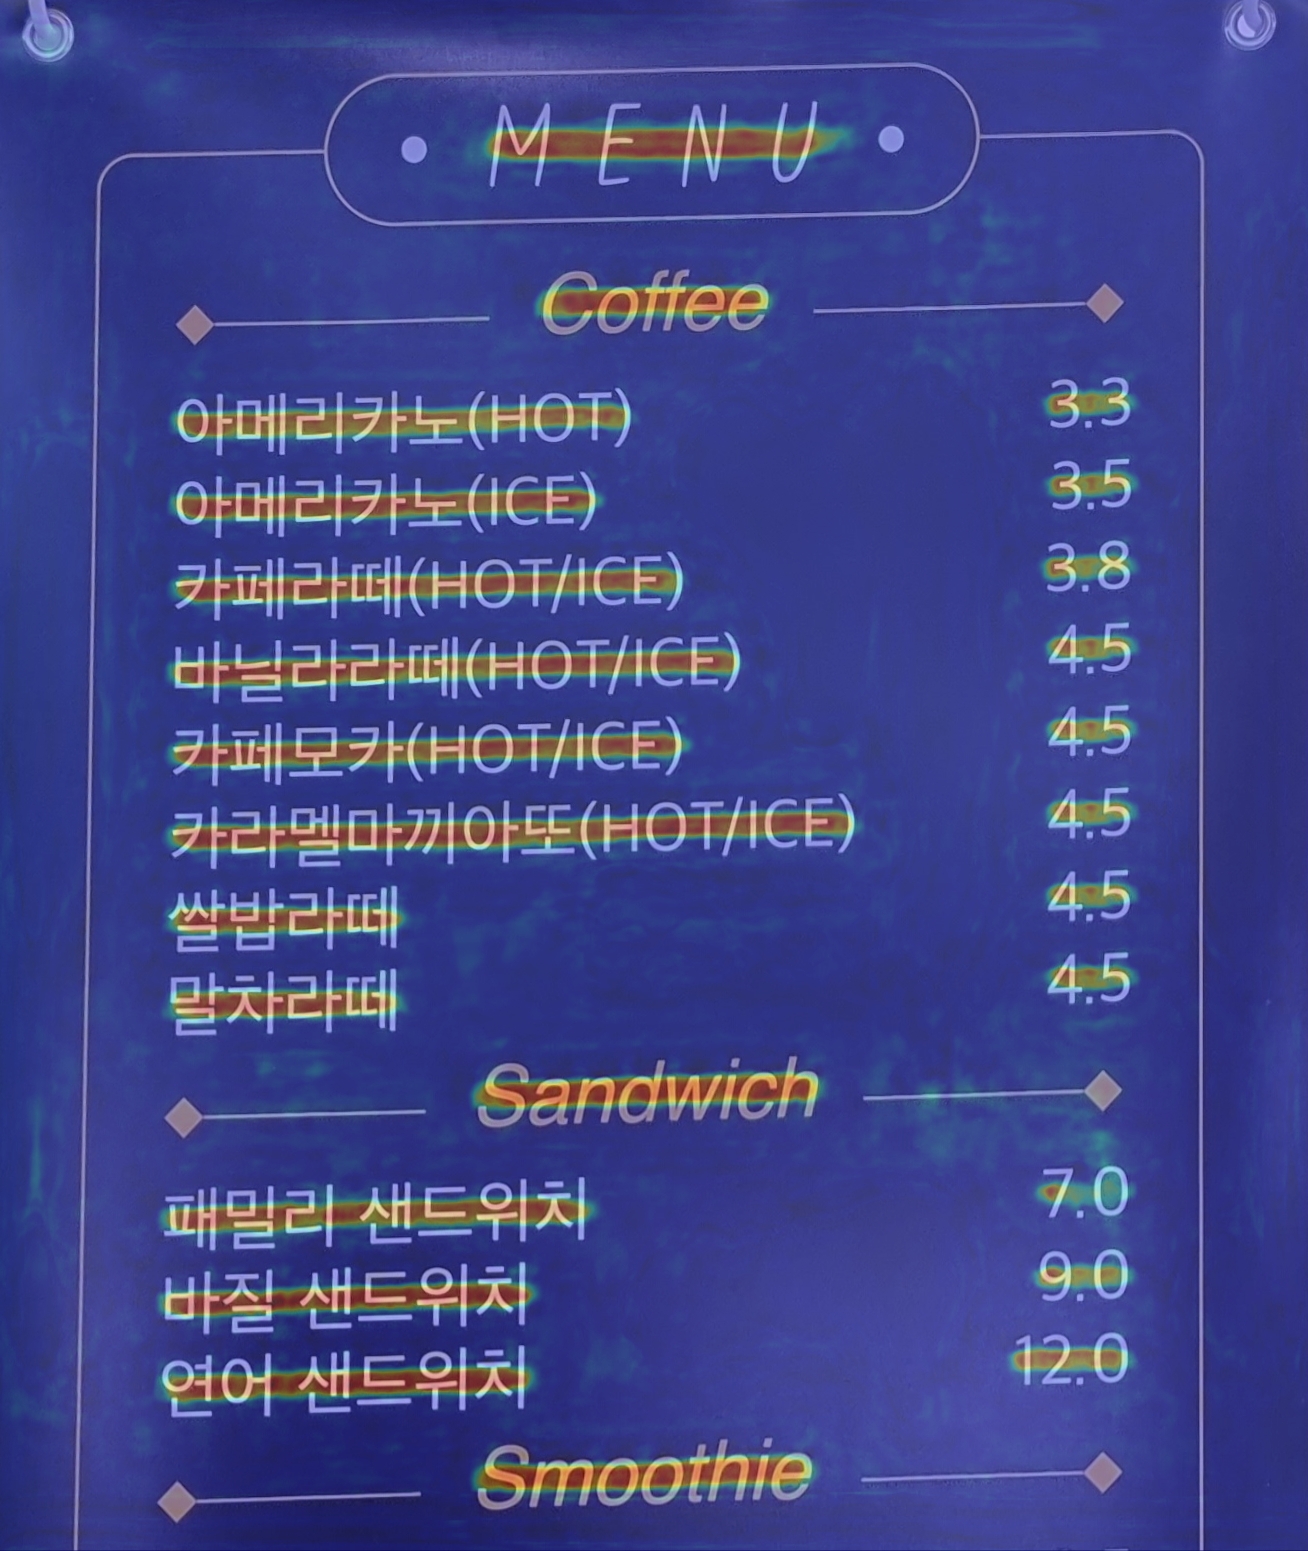 MENU
Coffee
아메리카노(HOT) 3.3
아메리카노(ICE) 3.5
카페라떼(HOT/ICE) 3.8
바닐라라떼(HOT/ICE) 4.5
카페모카(HOT/ICE) 4.5
카라멜마끼아또(HOT/ICE) 4.5
쌀밥라떼 4.5
말차라떼 4.5
Sandwich
패밀리 샌드위치 7.0
바질 샌드위치 9.0
연어 샌드위치 12.0
Smoothie